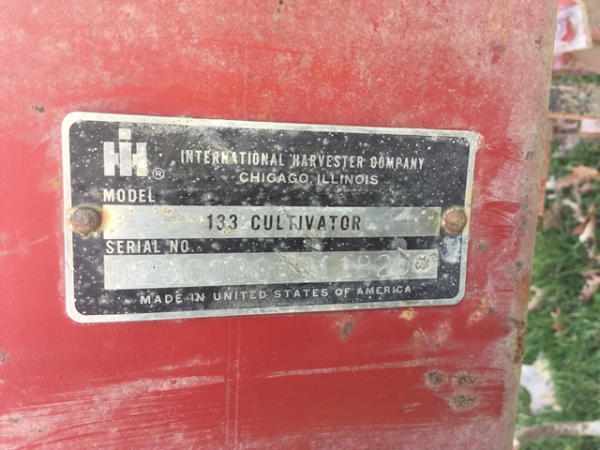 IH ®
INTERNATIONAL HARVESTER COMPANY
CHICAGO, ILLINOIS
MODEL
133 CULTIVATOR
SERIAL NO.
MADE IN UNITED STATES OF AMERICA